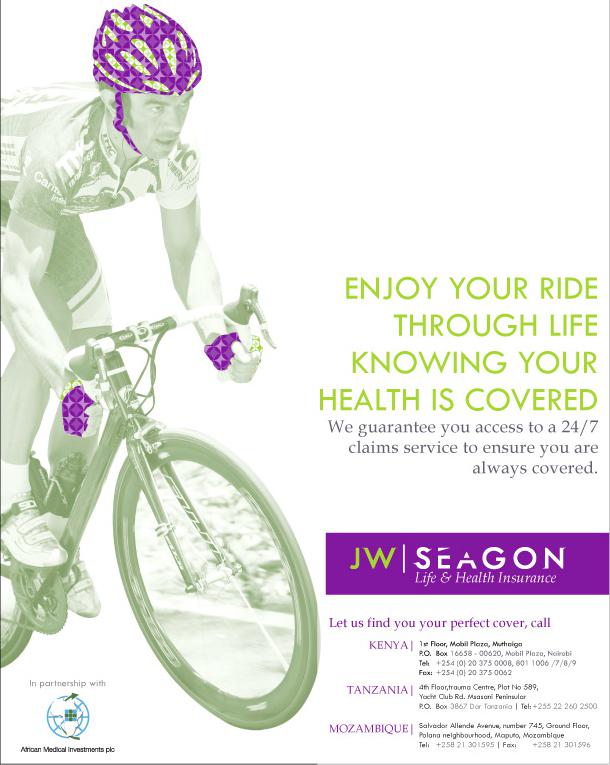 ENJOY YOUR RIDE
THROUGH LIFE
KNOWING YOUR
HEALTH IS COVERED
We guarantee you access to a 24/7
claims service to ensure you are
always covered.
JW | SEAGON
Life & Health Insurance
Let us find you your perfect cover, call
KENYA | 1st Floor, Mobil Plaza, Muthaiga
P.O. Box 16658 - 00620, Mobil Plaza, Nairobi
Tel: +254 (0) 20 375 0008, 801 1006 /7/8/9
Fax: +254 (0) 20 375 0062
TANZANIA | 4th Floor,trauma Centre, Plot No 589,
Yacht Club Rd. Msasani Peninsular
P.O. Box 3867 Dar Tanzania | Tel: +255 22 260 2500
MOZAMBIQUE | Salvador Allende Avenue, number 745, Ground Floor,
Polana neighbourhood, Maputo, Mozambique
Tel: +258 21 301595 | Fax: +258 21 301596
In partnership with
African Medical Investments plc